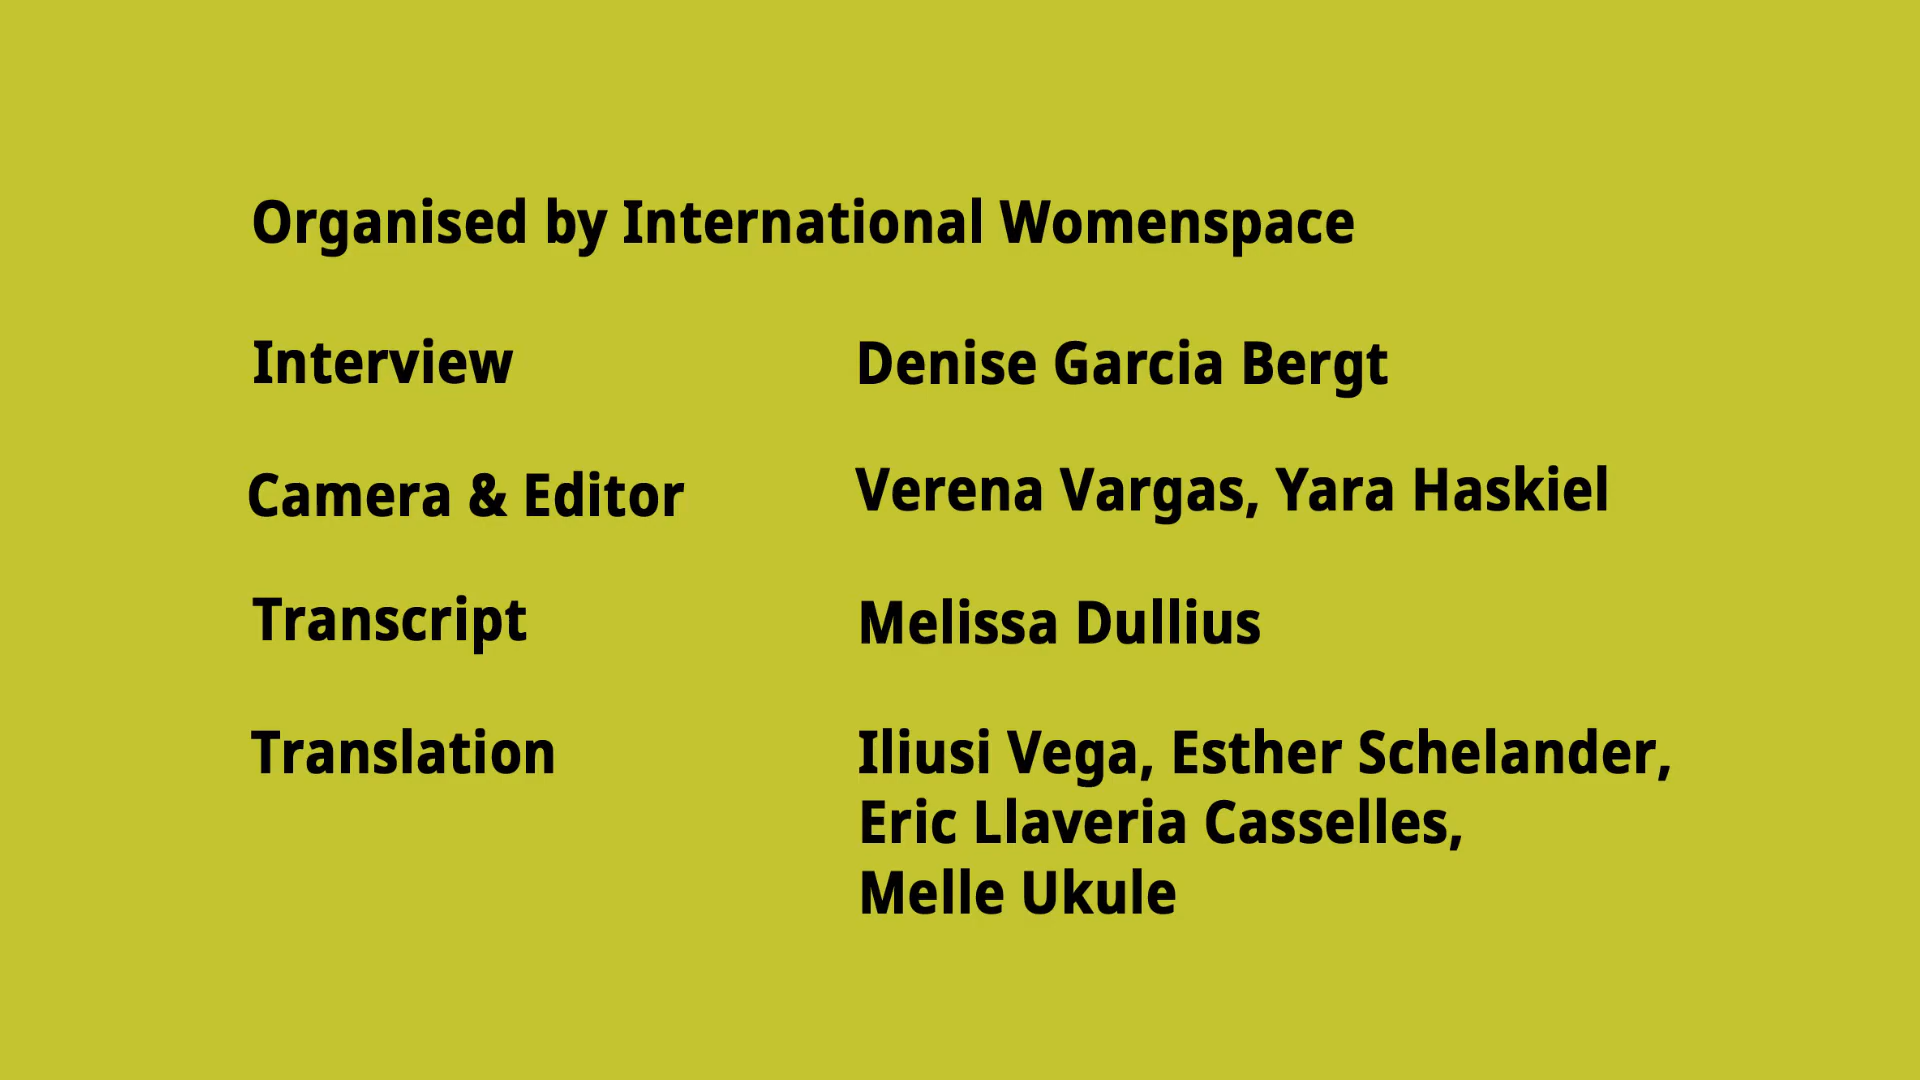 Organised by International Womenspace
Interview Denise Garcia Bergt
Camera & Editor Verena Vargas, Yara Haskiel
Transcript Melissa Dullius
Translation Iliusi Vega, Esther Schelander,
Eric Llaveria Casselles,
Melle Ukule